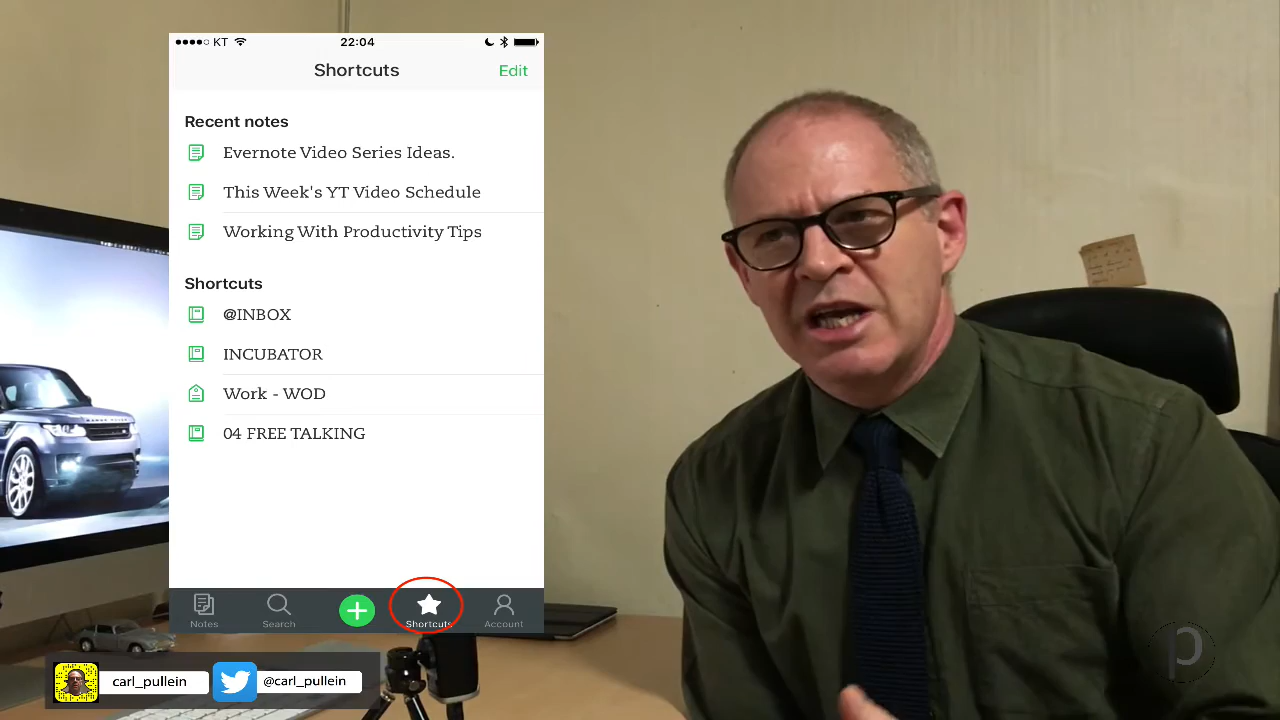 KT 22:04
Shortcuts Edit
Recent notes
Evernote Video Series Ideas.
This Week's YT Video Schedule
Working With Productivity Tips
Shortcuts
@INBOX
INCUBATOR
Work - WOD
04 FREE TALKING
Notes Search Shortcuts Account
carl_pullein @carl_pullein
p